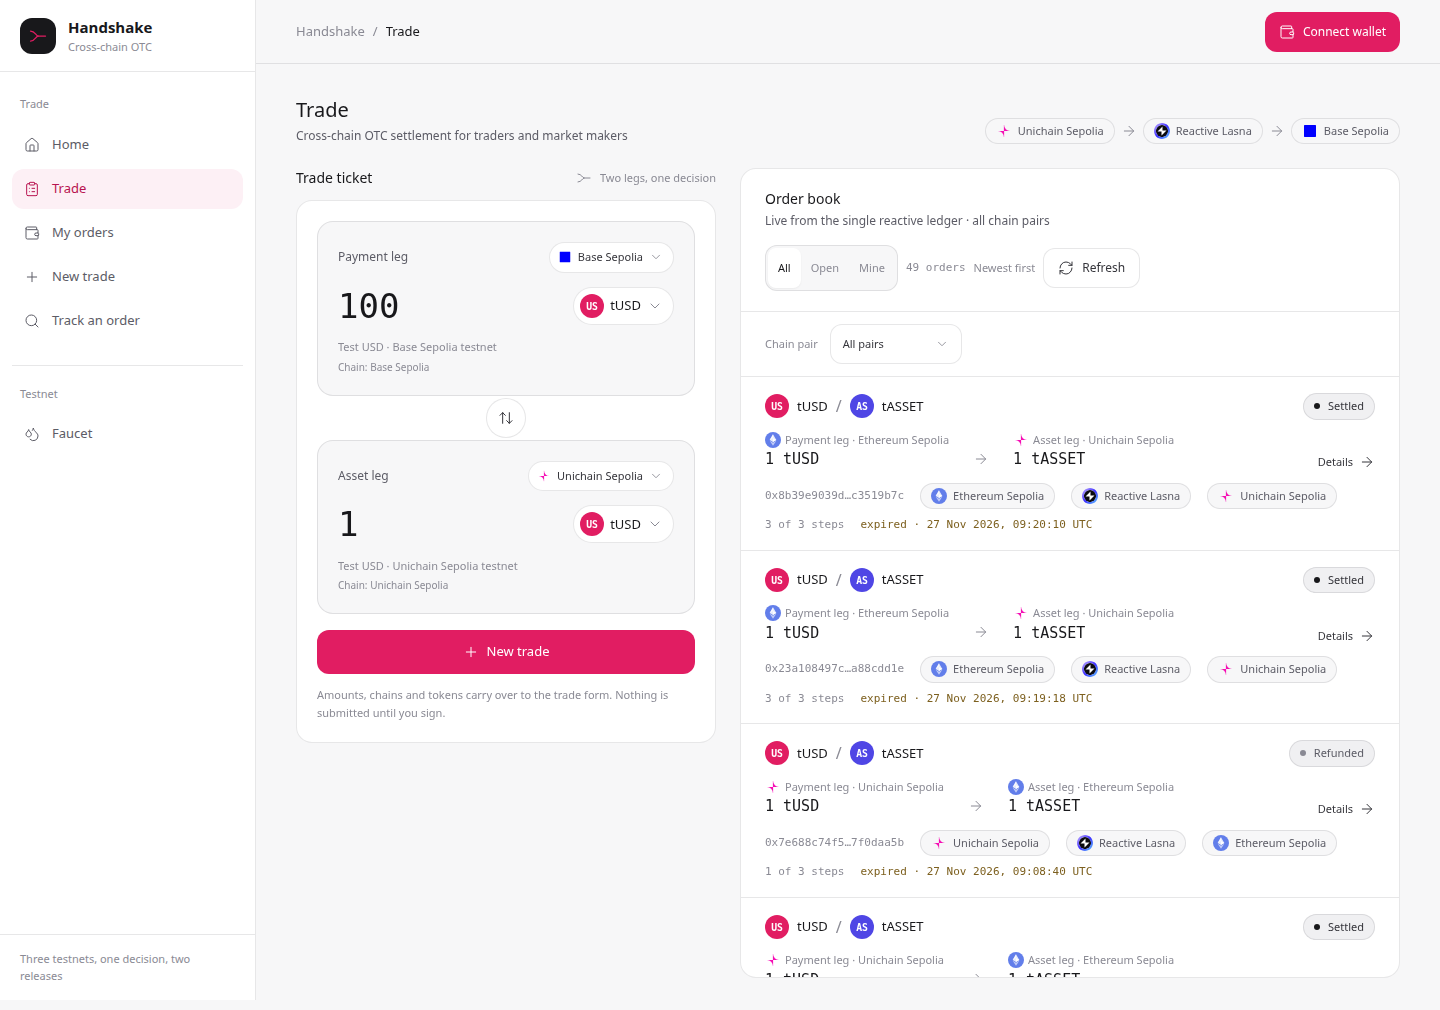 Handshake
Cross-chain OTC
Trade
Home
Trade
My orders
New trade
Track an order
Testnet
Faucet
Three testnets, one decision, two
releases
Handshake / Trade
Connect wallet
Trade
Cross-chain OTC settlement for traders and market makers
Unichain Sepolia
Reactive Lasna
Base Sepolia
Trade ticket
Two legs, one decision
Payment leg
Base Sepolia
100
US tUSD
Test USD · Base Sepolia testnet
Chain: Base Sepolia
Asset leg
Unichain Sepolia
1
US tUSD
Test USD · Unichain Sepolia testnet
Chain: Unichain Sepolia
New trade
Amounts, chains and tokens carry over to the trade form. Nothing is
submitted until you sign.
Order book
Live from the single reactive ledger · all chain pairs
All Open Mine 49 orders Newest first Refresh
Chain pair All pairs
US tUSD / AS tASSET Settled
Payment leg · Ethereum Sepolia Asset leg · Unichain Sepolia
1 tUSD 1 tASSET Details
0x8b39e9039d…c3519b7c Ethereum Sepolia Reactive Lasna Unichain Sepolia
3 of 3 steps expired · 27 Nov 2026, 09:20:10 UTC
US tUSD / AS tASSET Settled
Payment leg · Ethereum Sepolia Asset leg · Unichain Sepolia
1 tUSD 1 tASSET Details
0x23a108497c…a88cdd1e Ethereum Sepolia Reactive Lasna Unichain Sepolia
3 of 3 steps expired · 27 Nov 2026, 09:19:18 UTC
US tUSD / AS tASSET Refunded
Payment leg · Unichain Sepolia Asset leg · Ethereum Sepolia
1 tUSD 1 tASSET Details
0x7e688c74f5…7f0daa5b Unichain Sepolia Reactive Lasna Ethereum Sepolia
1 of 3 steps expired · 27 Nov 2026, 09:08:40 UTC
US tUSD / AS tASSET Settled
Payment leg · Unichain Sepolia Asset leg · Ethereum Sepolia
1 tUSD 1 tASSET